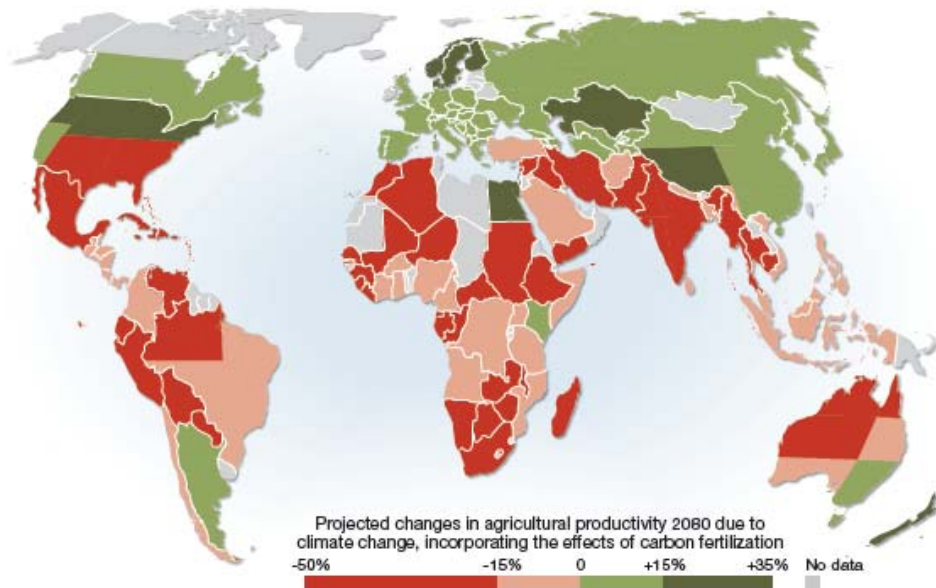 Projected changes in agricultural productivity 2080 due to
climate change, incorporating the effects of carbon fertilization
-50% -15% 0 +15% +35% No data